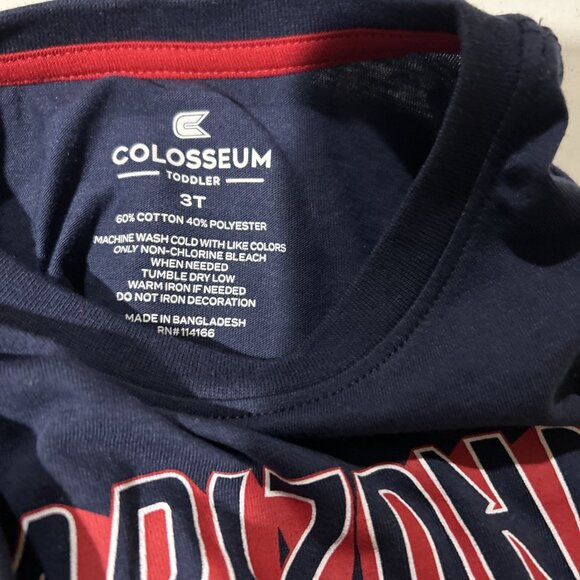 COLOSSEUM
TODDLER
3T
60% COTTON 40% POLYESTER
MACHINE WASH COLD WITH LIKE COLORS
ONLY NON-CHLORINE BLEACH
WHEN NEEDED
TUMBLE DRY LOW
WARM IRON IF NEEDED
DO NOT IRON DECORATION
MADE IN BANGLADESH
RN#114166